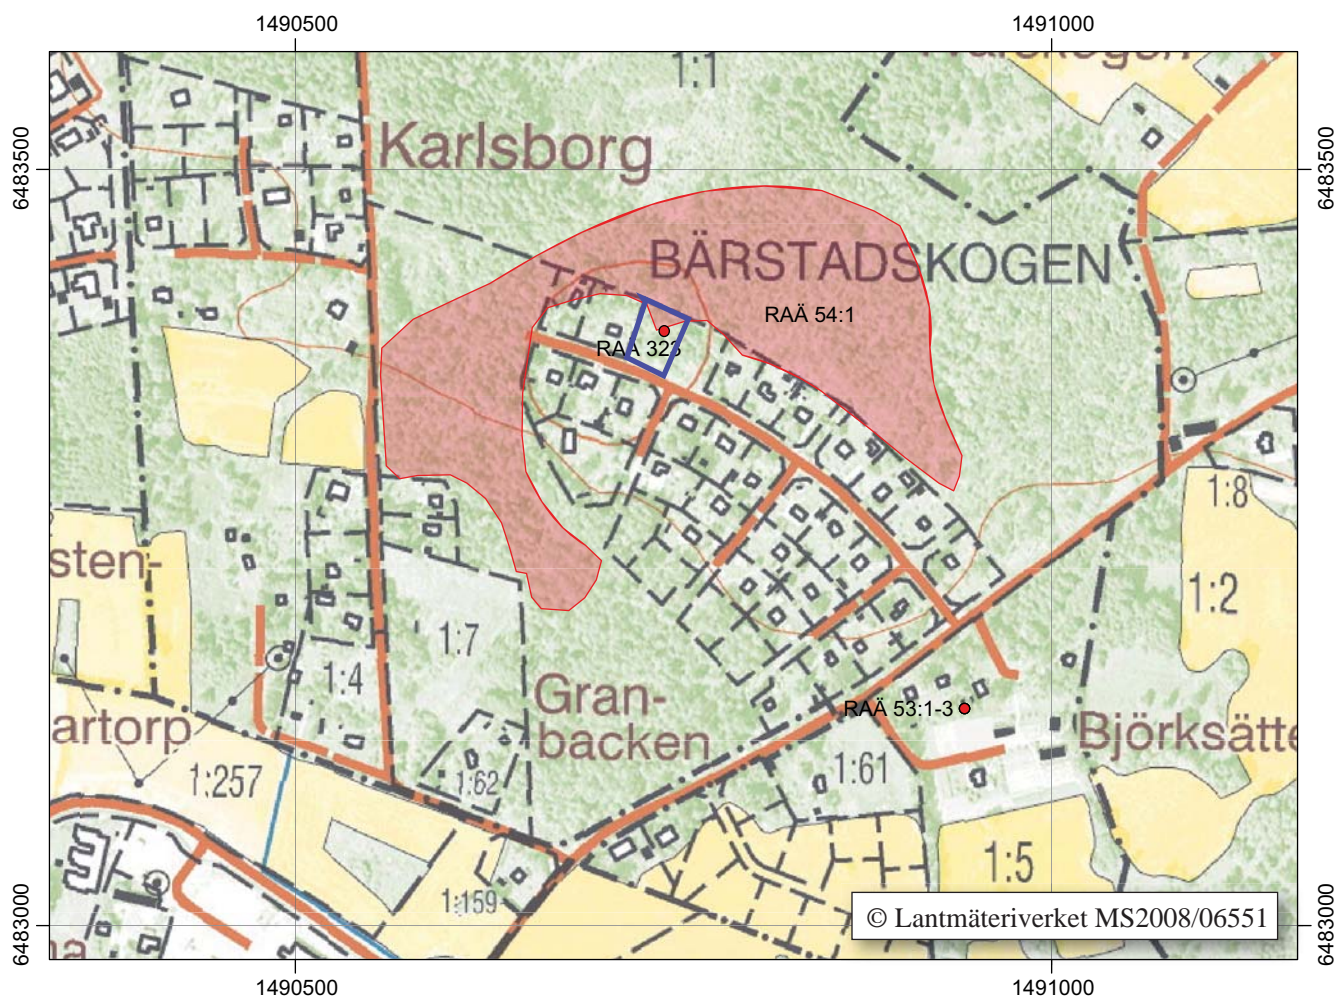 1490500
1491000
1:1
Karlsborg
6483500
6483500
BÄRSTADSKOGEN
RAÄ 54:1
RAÄ 323
1:8
sten-
1:2
1:7
1:4
Gran-
backen
RAÄ 53:1-3
artorp
Björksätte
1:257
1:62
1:61
1:5
1:159
© Lantmäteriverket MS2008/06551
6483000
6483000
1490500
1491000